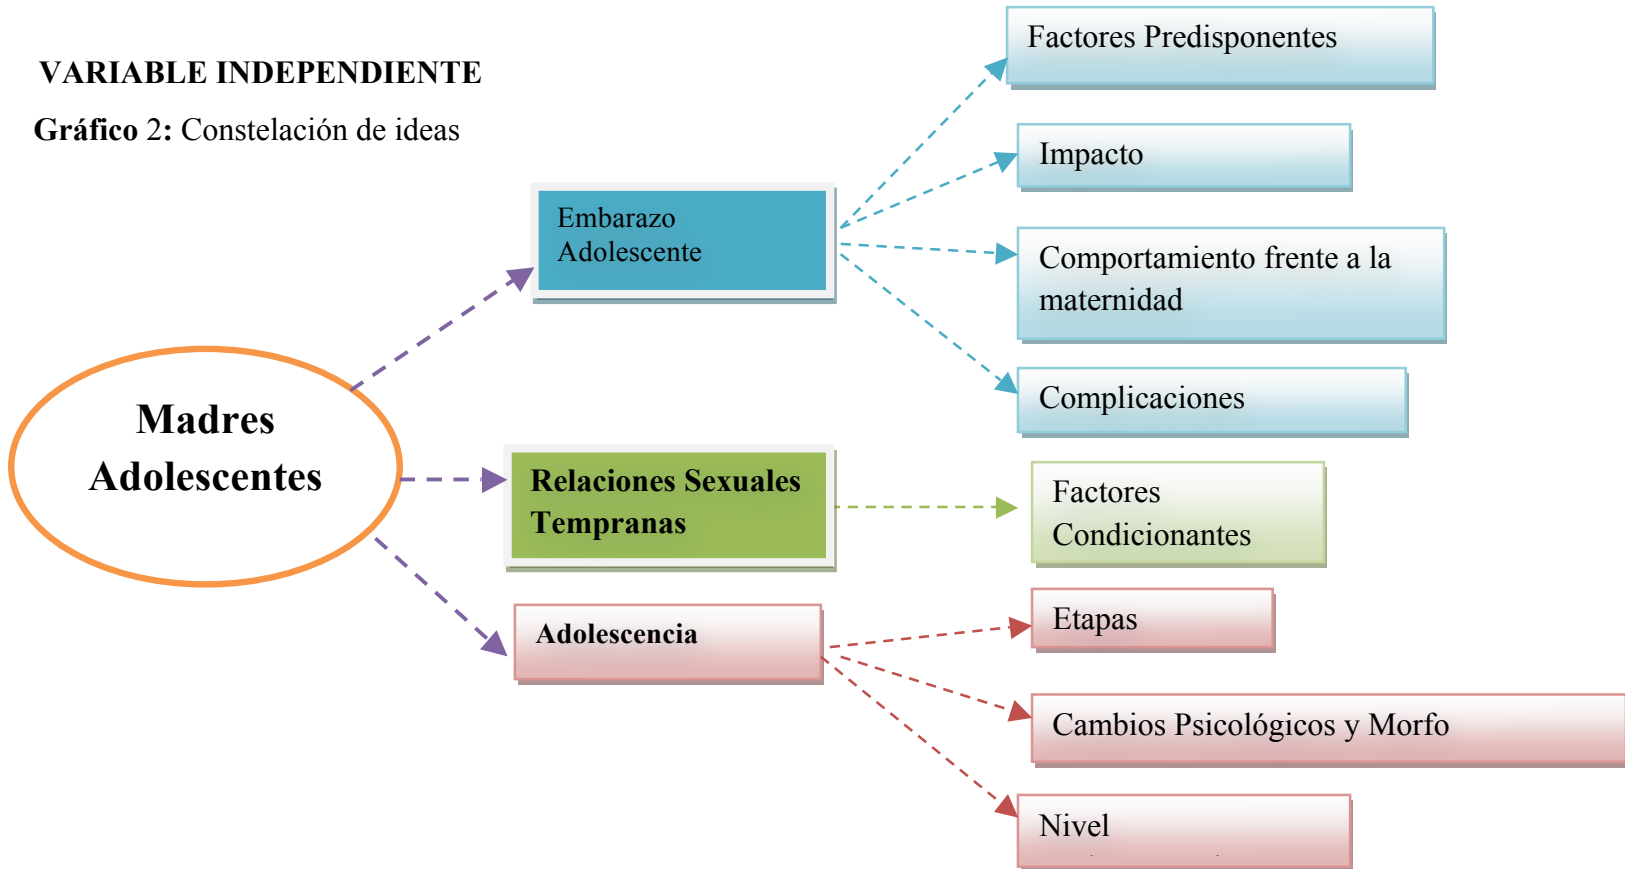 VARIABLE INDEPENDIENTE
Gráfico 2: Constelación de ideas
Madres
Adolescentes
Embarazo
Adolescente
Factores Predisponentes
Impacto
Comportamiento frente a la
maternidad
Complicaciones
Relaciones Sexuales
Tempranas
Factores
Condicionantes
Adolescencia
Etapas
Cambios Psicológicos y Morfo
Nivel